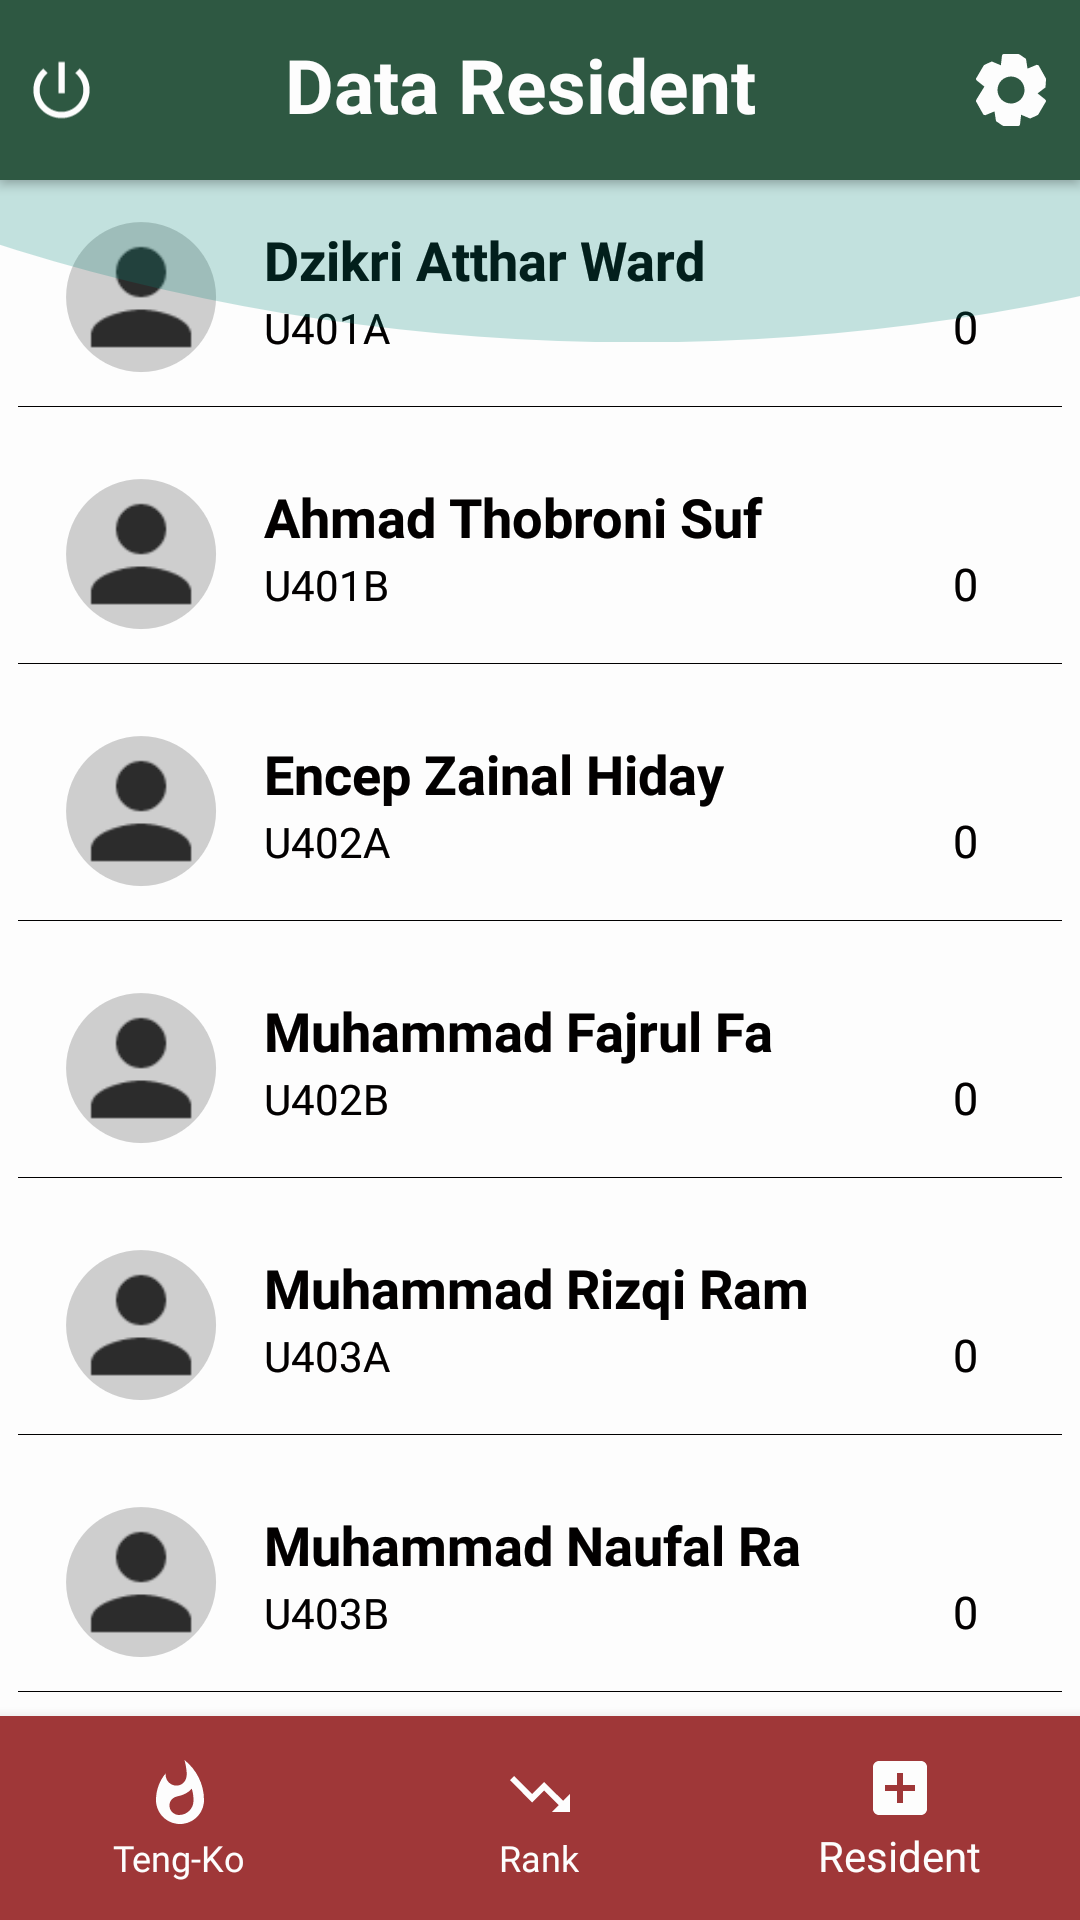 Data Resident
Dzikri Atthar Ward
U401A
0
Ahmad Thobroni Suf
U401B
0
Encep Zainal Hiday
U402A
0
Muhammad Fajrul Fa
U402B
0
Muhammad Rizqi Ram
U403A
0
Muhammad Naufal Ra
U403B
0
Teng-Ko
Rank
Resident